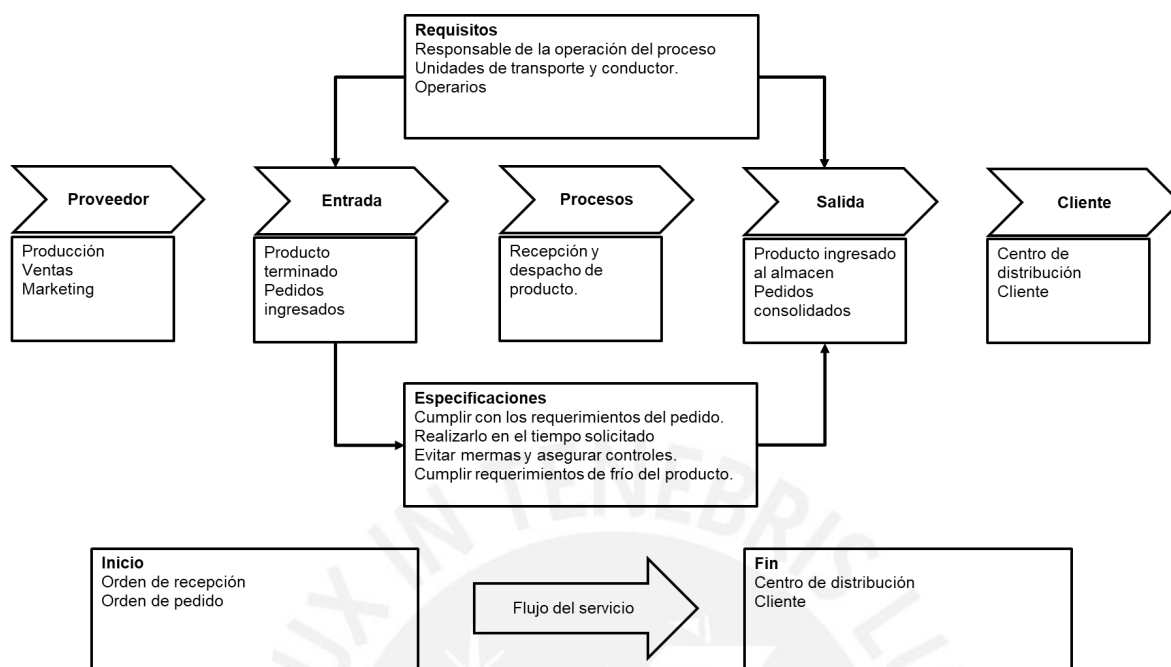 Requisitos
Responsable de la operación del proceso
Unidades de transporte y conductor.
Operarios
Proveedor
Entrada
Procesos
Salida
Cliente
Producción
Ventas
Marketing
Producto
terminado
Pedidos
ingresados
Recepción y
despacho de
producto.
Producto ingresado
al almacen
Pedidos
consolidados
Centro de
distribución
Cliente
Especificaciones
Cumplir con los requerimientos del pedido.
Realizarlo en el tiempo solicitado
Evitar mermas y asegurar controles.
Cumplir requerimientos de frío del producto.
Inicio
Orden de recepción
Orden de pedido
Flujo del servicio
Fin
Centro de distribución
Cliente
TENEBRIS